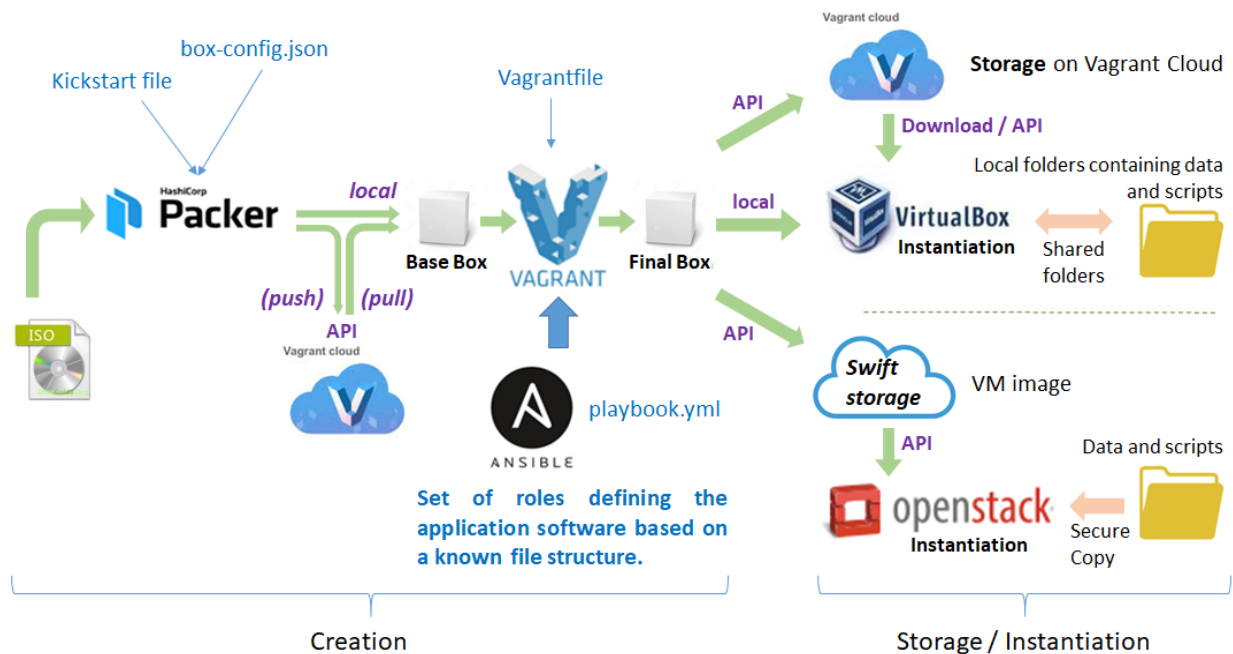 box-config.json
Kickstart file
Vagrantfile
Vagrant cloud
Storage on Vagrant Cloud
API
Download / API
HashiCorp
Packer
local
Base Box
VAGRANT
Final Box
local
VirtualBox
Instantiation
Local folders containing data
and scripts
Shared
folders
(push)
(pull)
API
Vagrant cloud
ISO
API
Swift
storage
VM image
ANSIBLE
playbook.yml
API
Data and scripts
Set of roles defining the
application software based on
a known file structure.
openstack
Instantiation
Secure
Copy
Creation
Storage / Instantiation